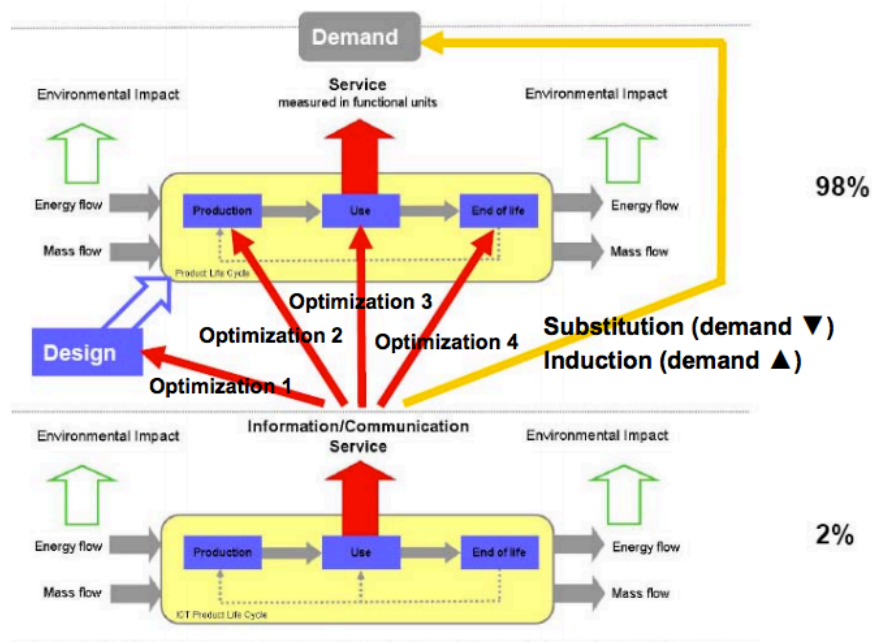 Demand
Service
measured in functional units
Environmental Impact
Environmental Impact
98%
Energy flow
Mass flow
Production
Use
End of life
Energy flow
Mass flow
Product Life Cycle
Design
Optimization 1
Optimization 2
Optimization 3
Optimization 4
Substitution (demand ▼)
Induction (demand ▲)
Information/Communication
Service
Environmental Impact
Environmental Impact
2%
Energy flow
Mass flow
Production
Use
End of life
Energy flow
Mass flow
ICT Product Life Cycle